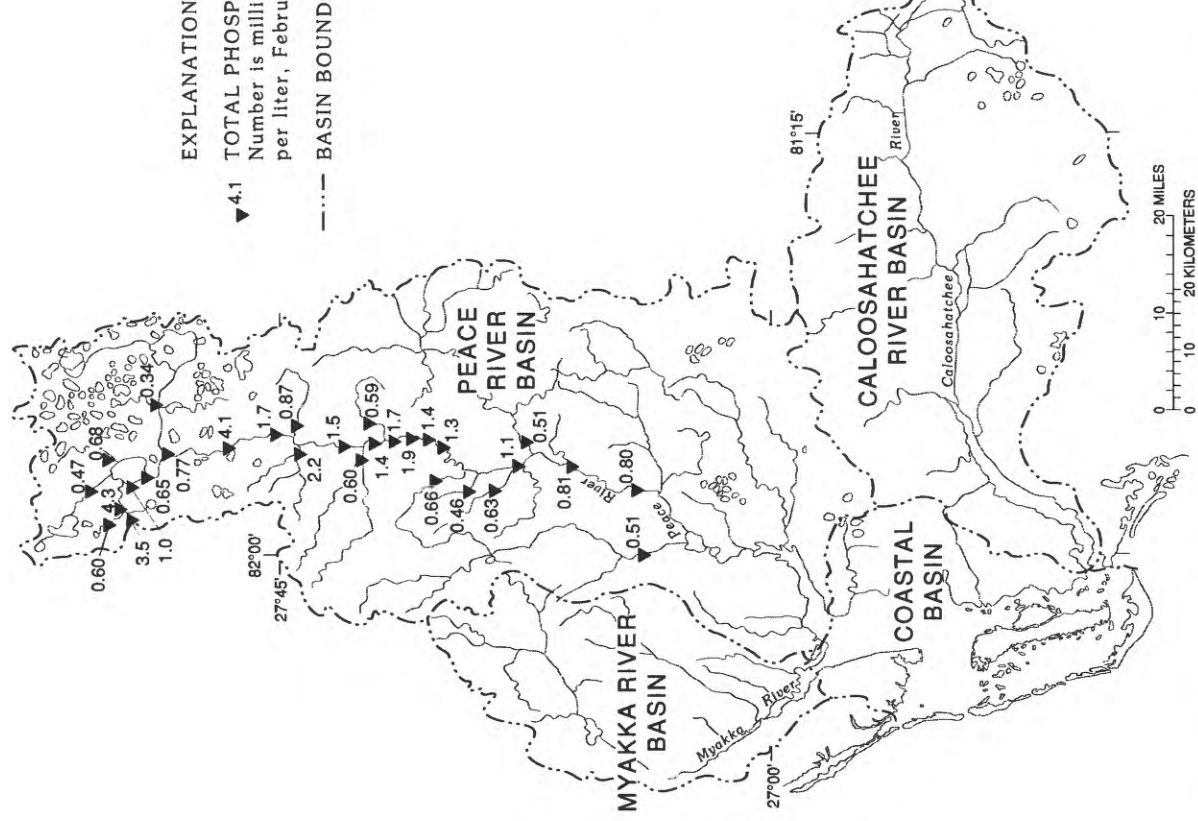 EXPLANATION
4.1 TOTAL PHOSP
Number is milli
per liter, Febru
BASIN BOUND
0.47
0.68
0.34
4.3
0.60
3.5
1.0
0.65
0.77
4.1
1.7
0.87
2.2
82°00'
27°45'
1.5
0.60
0.59
1.4
1.7
1.9
1.4
1.3
PEACE
RIVER
BASIN
0.66
0.46
0.63
1.1
0.51
0.81
River
0.80
Peace
0.51
MYAKKA RIVER
BASIN
Myakka
River
27°00'
COASTAL
BASIN
81°15'
CALOOSAHATCHEE
RIVER BASIN
Caloosahatchee
River
0 10 20 MILES
0 10 20 KILOMETERS